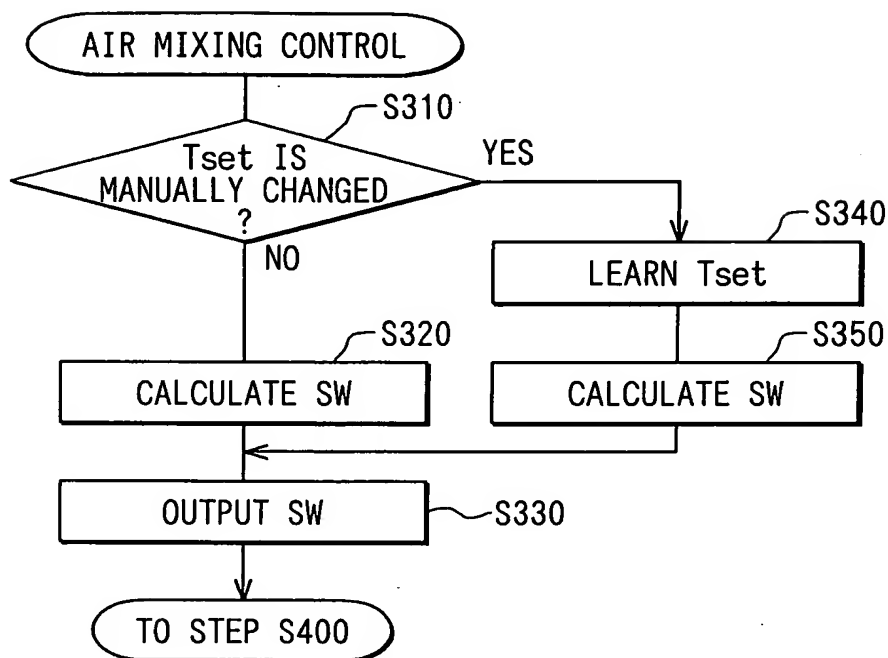 AIR MIXING CONTROL
S310
Tset IS
MANUALLY CHANGED
?
YES
NO
S340
LEARN Tset
S320
CALCULATE SW
S350
CALCULATE SW
OUTPUT SW
S330
TO STEP S400